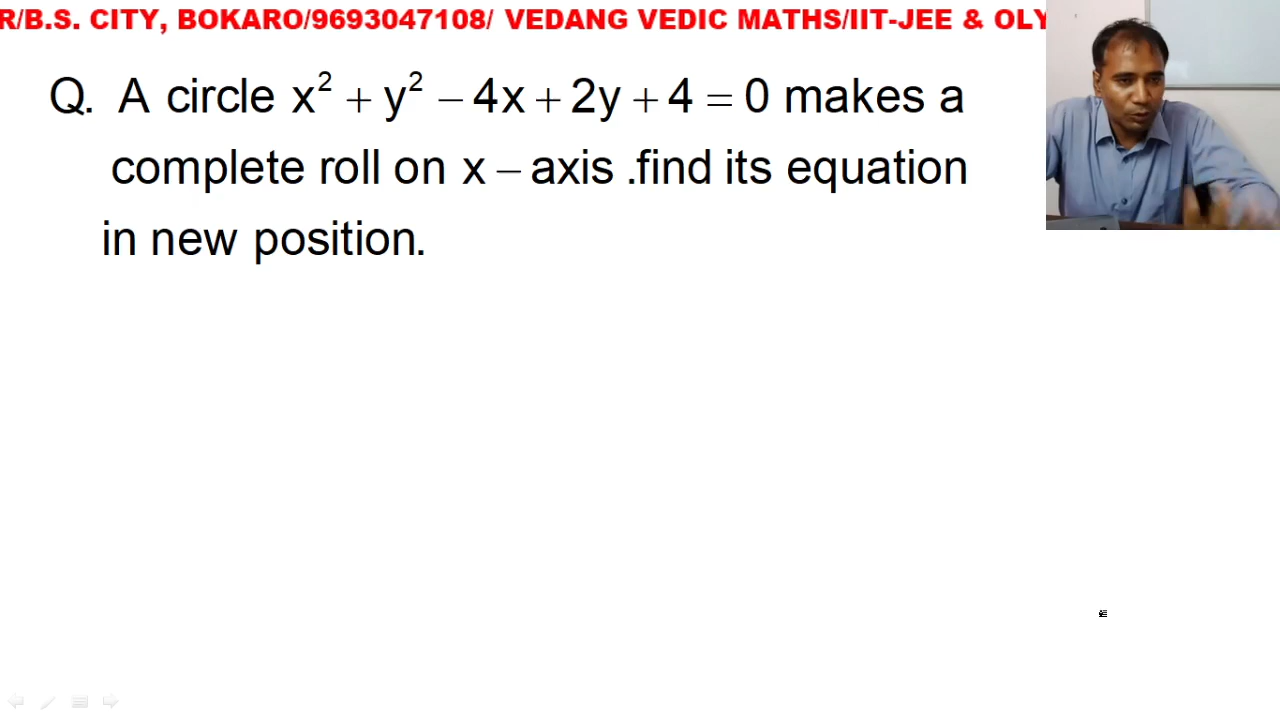 R/B.S. CITY, BOKARO/9693047108/ VEDANG VEDIC MATHS/IIT-JEE & OLY
Q. A circle x² + y² − 4x + 2y + 4 = 0 makes a
complete roll on x − axis .find its equation
in new position.